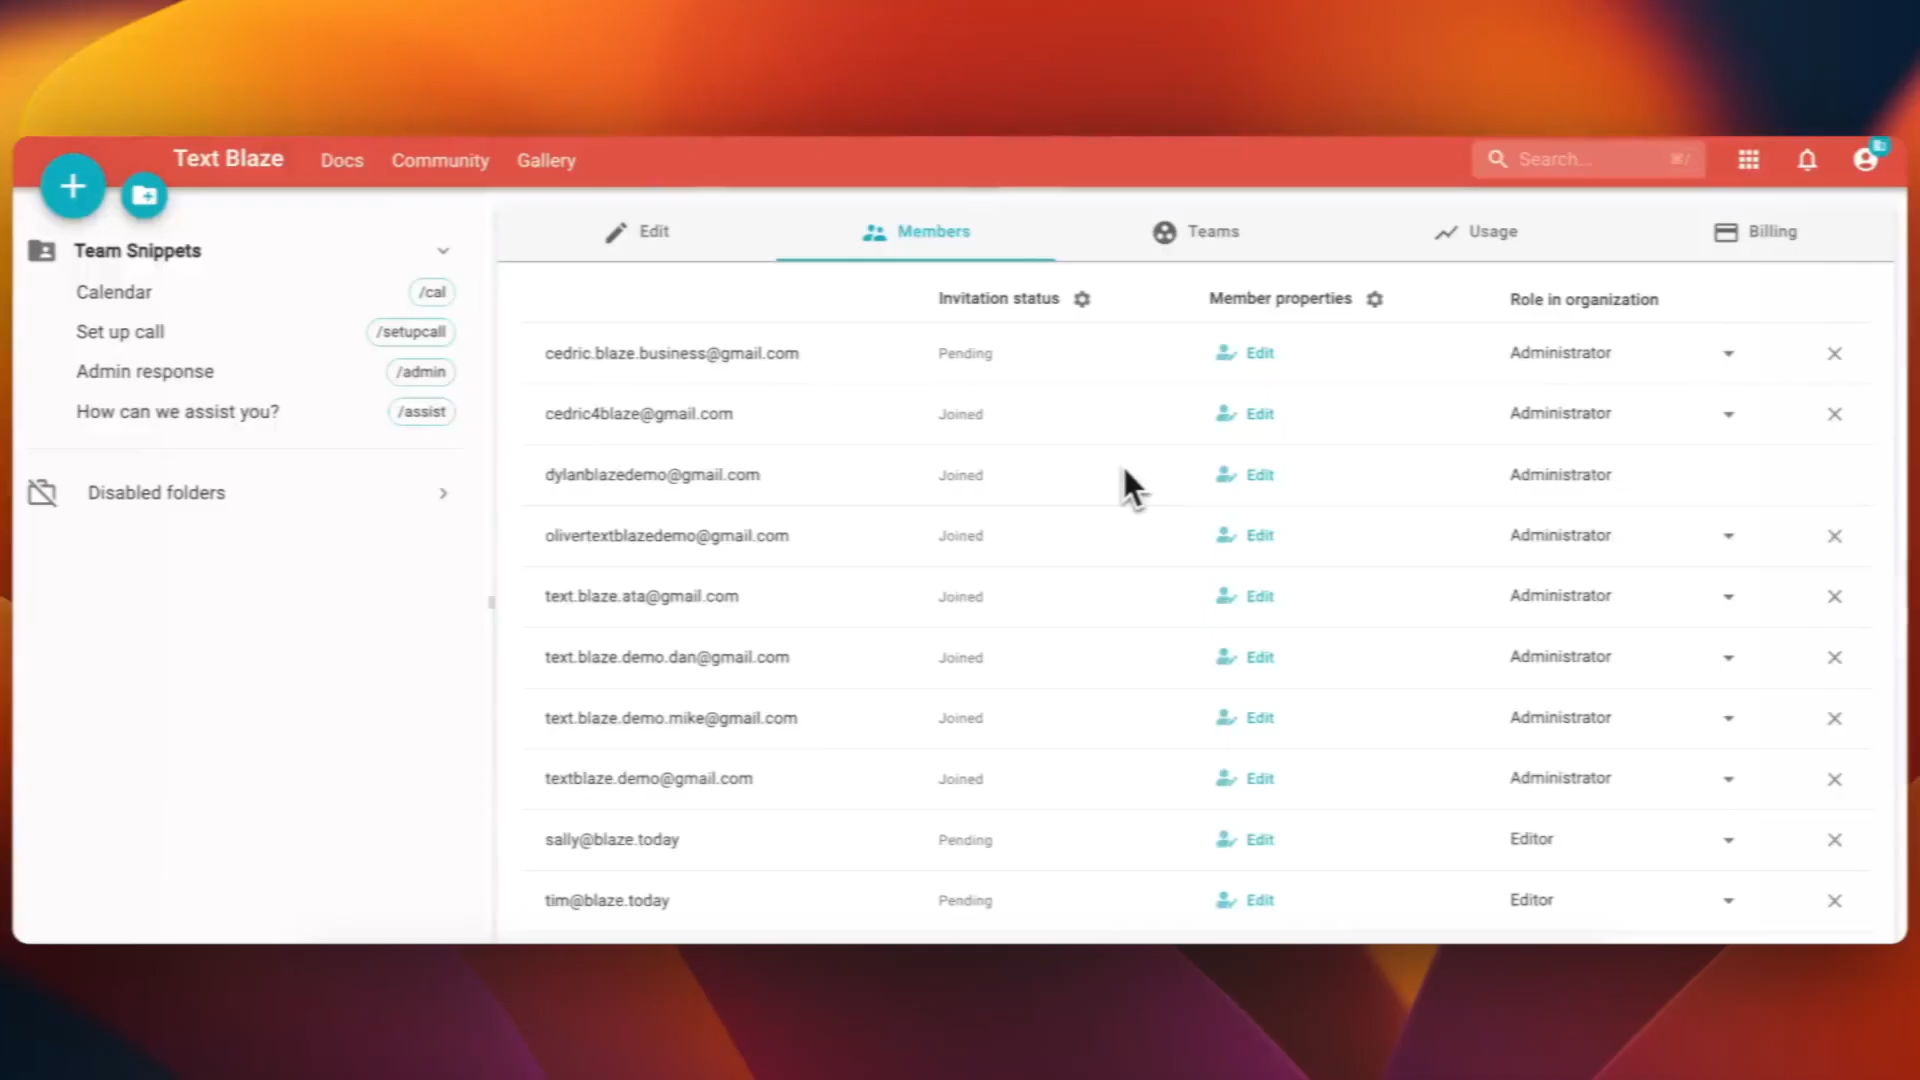 Text Blaze
Docs
Community
Gallery
Search...
⌘/
Team Snippets
Calendar
/cal
Set up call
/setupcall
Admin response
/admin
How can we assist you?
/assist
Disabled folders
Edit
Members
Teams
Usage
Billing
Invitation status
Member properties
Role in organization
cedric.blaze.business@gmail.com Pending Edit Administrator
cedric4blaze@gmail.com Joined Edit Administrator
dylanblazedemo@gmail.com Joined Edit Administrator
olivertextblazedemo@gmail.com Joined Edit Administrator
text.blaze.ata@gmail.com Joined Edit Administrator
text.blaze.demo.dan@gmail.com Joined Edit Administrator
text.blaze.demo.mike@gmail.com Joined Edit Administrator
textblaze.demo@gmail.com Joined Edit Administrator
sally@blaze.today Pending Edit Editor
tim@blaze.today Pending Edit Editor